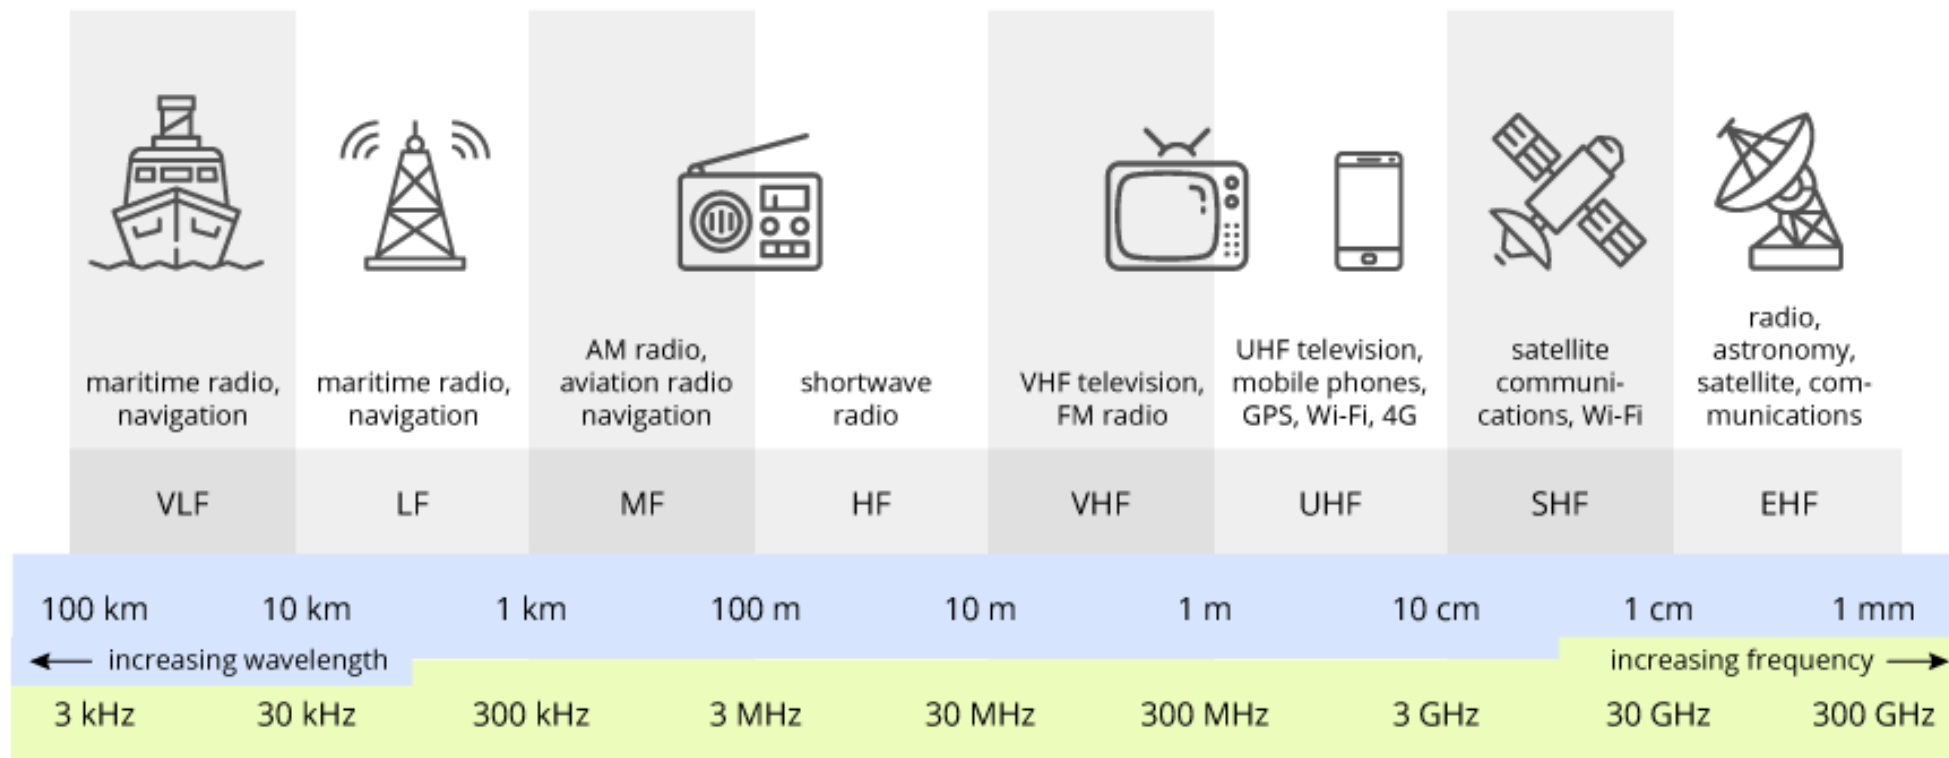 maritime radio,
navigation
maritime radio,
navigation
AM radio,
aviation radio
navigation
shortwave
radio
VHF television,
FM radio
UHF television,
mobile phones,
GPS, Wi-Fi, 4G
satellite
communi-
cations, Wi-Fi
radio,
astronomy,
satellite, com-
munications
VLF LF MF HF VHF UHF SHF EHF
100 km 10 km 1 km 100 m 10 m 1 m 10 cm 1 cm 1 mm
increasing wavelength increasing frequency
3 kHz 30 kHz 300 kHz 3 MHz 30 MHz 300 MHz 3 GHz 30 GHz 300 GHz